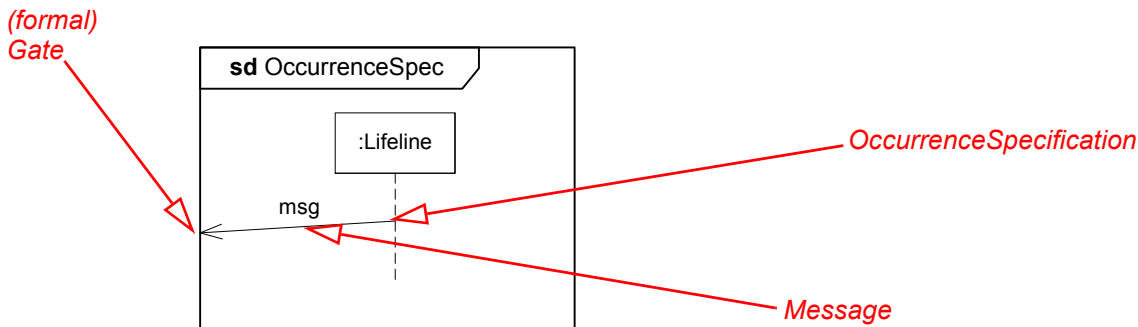 (formal)
Gate
sd OccurrenceSpec
:Lifeline
OccurrenceSpecification
msg
Message